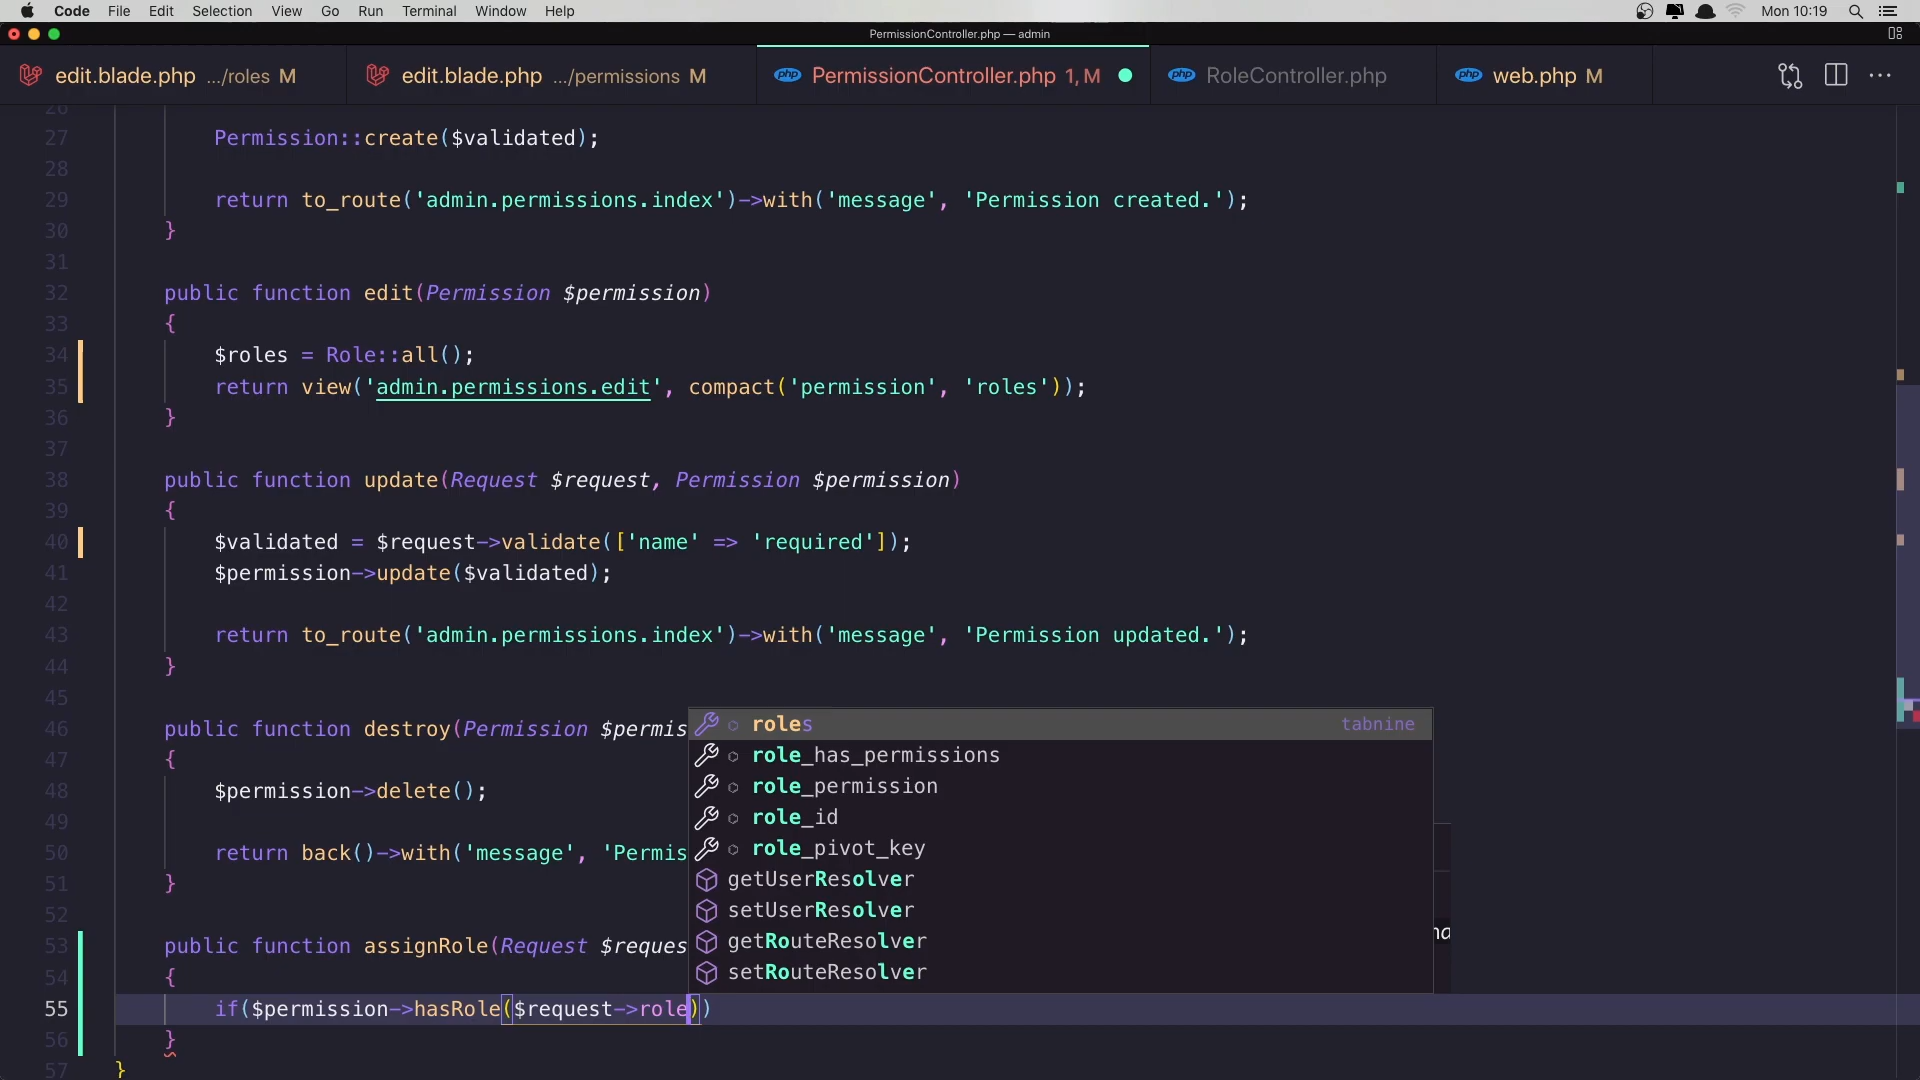 Code File Edit Selection View Go Run Terminal Window Help Mon 10:19
PermissionController.php — admin
edit.blade.php .../roles M edit.blade.php .../permissions M php PermissionController.php 1, M php RoleController.php php web.php M
26
27 Permission::create($validated);
28
29 return to_route('admin.permissions.index')->with('message', 'Permission created.');
30 }
31
32 public function edit(Permission $permission)
33 {
34 $roles = Role::all();
35 return view('admin.permissions.edit', compact('permission', 'roles'));
36 }
37
38 public function update(Request $request, Permission $permission)
39 {
40 $validated = $request->validate(['name' => 'required']);
41 $permission->update($validated);
42
43 return to_route('admin.permissions.index')->with('message', 'Permission updated.');
44 }
45
46 public function destroy(Permission $permis
47 {
48 $permission->delete();
49
50 return back()->with('message', 'Permis
51 }
52
53 public function assignRole(Request $reques
54 {
55 if($permission->hasRole($request->role))
56 }
57 }
roles tabnine
role_has_permissions
role_permission
role_id
role_pivot_key
getUserResolver
setUserResolver
getRouteResolver
setRouteResolver